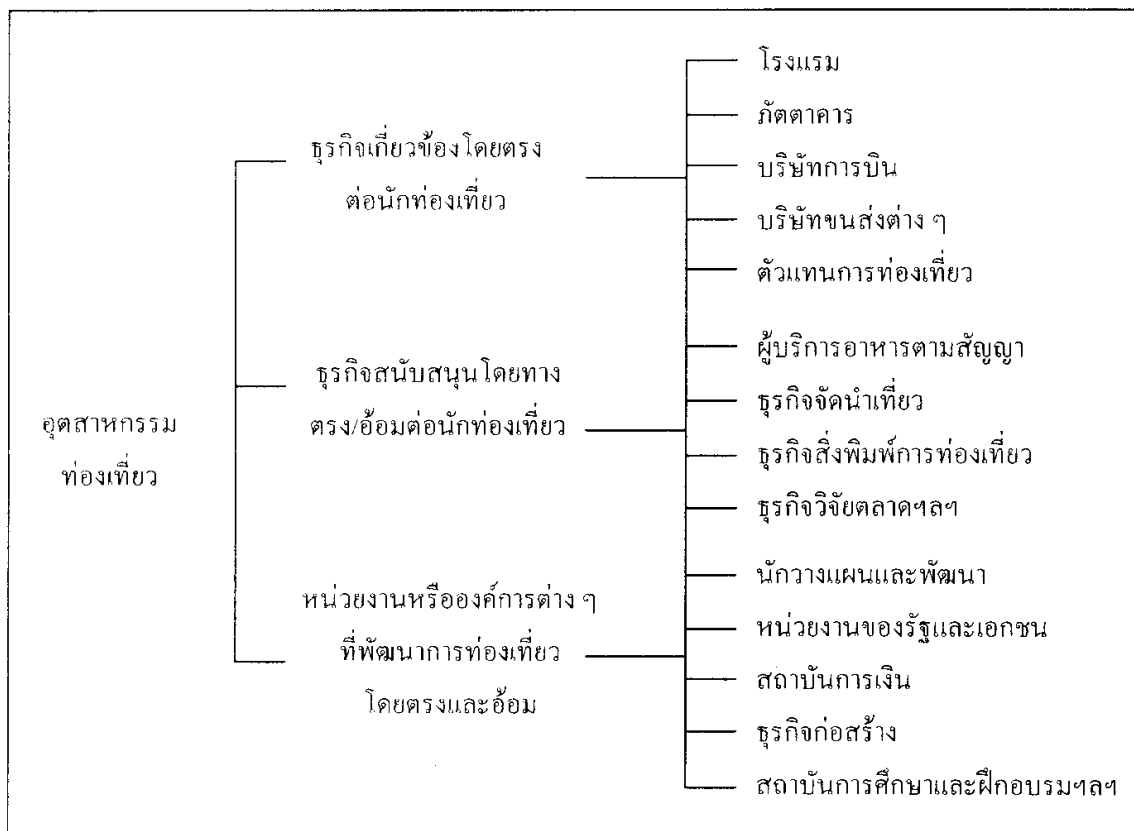 อุตสาหกรรม
ท่องเที่ยว
ธุรกิจเกี่ยวข้องโดยตรง
ต่อนักท่องเที่ยว
โรงแรม
ภัตตาคาร
บริษัทการบิน
บริษัทขนส่งต่าง ๆ
ตัวแทนการท่องเที่ยว
ธุรกิจสนับสนุนโดยทาง
ตรง/อ้อมต่อนักท่องเที่ยว
ผู้บริการอาหารตามสัญญา
ธุรกิจจัดนำเที่ยว
ธุรกิจสิ่งพิมพ์การท่องเที่ยว
ธุรกิจวิจัยตลาดฯลฯ
หน่วยงานหรือองค์การต่าง ๆ
ที่พัฒนาการท่องเที่ยว
โดยตรงและอ้อม
นักวางแผนและพัฒนา
หน่วยงานของรัฐและเอกชน
สถาบันการเงิน
ธุรกิจก่อสร้าง
สถาบันการศึกษาและฝึกอบรมฯลฯ